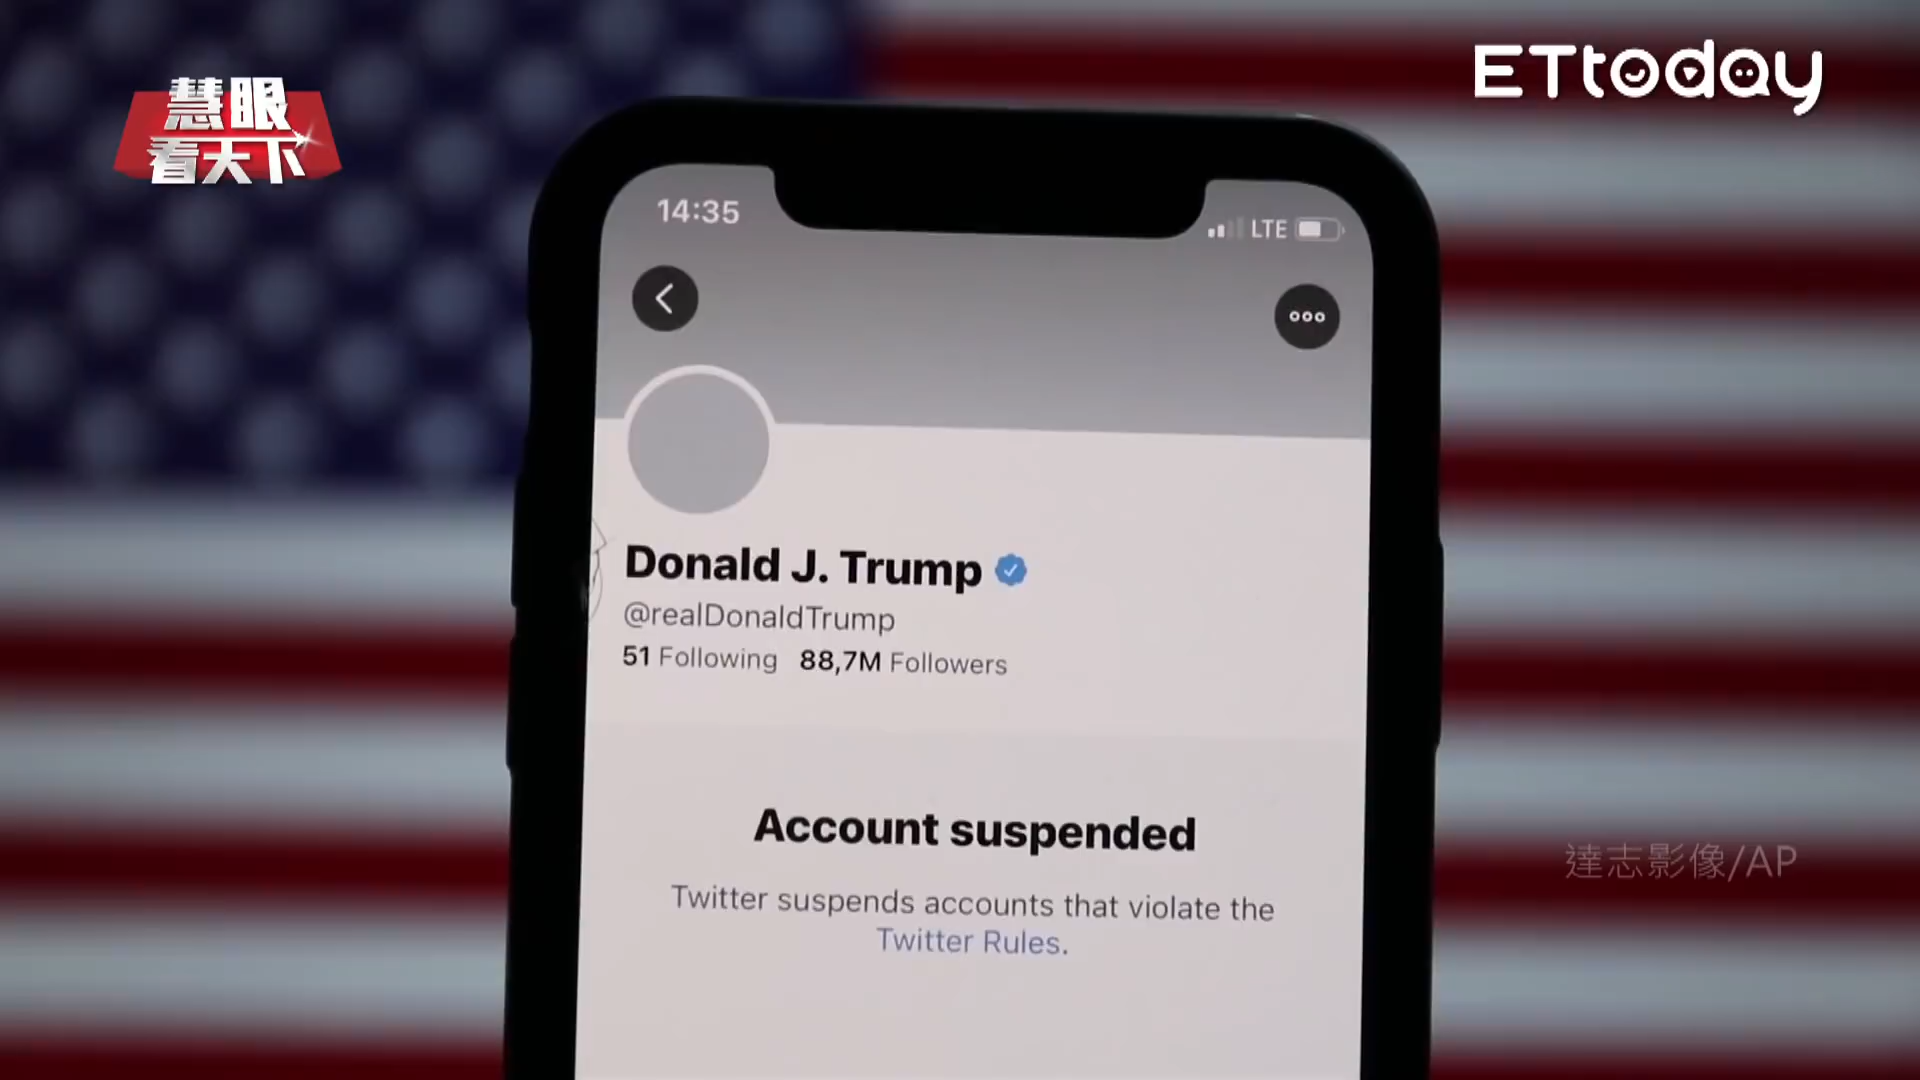 慧眼
看天下
ETtoday
14:35
LTE
Donald J. Trump
@realDonaldTrump
51 Following 88,7M Followers
Account suspended
Twitter suspends accounts that violate the
Twitter Rules.
達志影像/AP